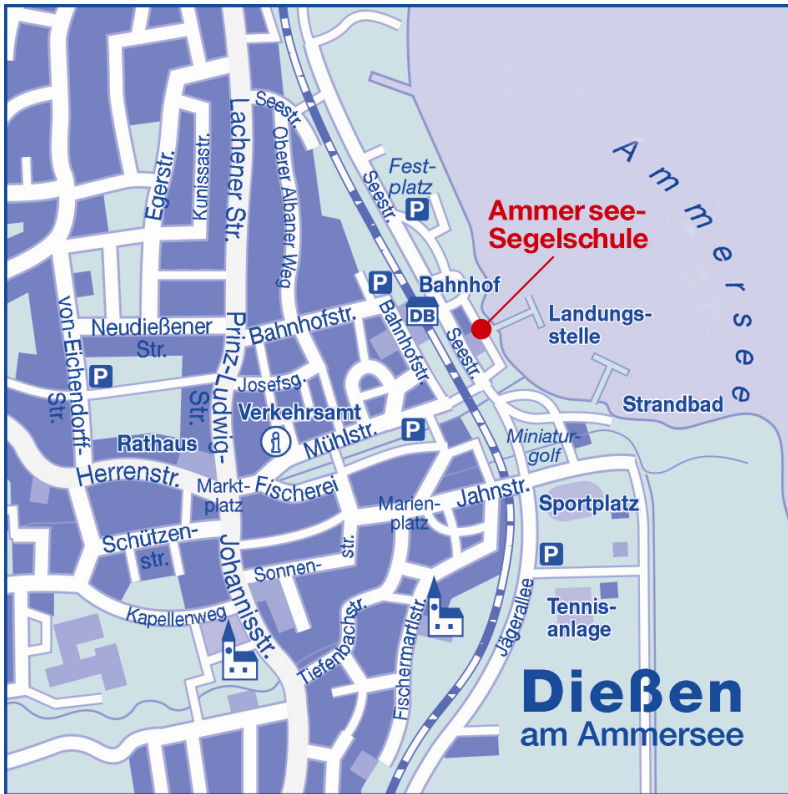 Seestr.
Lachener Str.
Egerstr.
Kunissastr.
Oberer Albaner Weg
Seestr.
Fest-
platz
P
Ammersee
Ammersee-
Segelschule
P
Bahnhof
DB
Landungs-
stelle
von-Eichendorff-
Str.
Neudießener
Str.
Prinz-Ludwig-
Str.
Bahnhofstr.
Bahnhofstr.
Seestr.
P
Josefsg.
Verkehrsamt
i
Strandbad
Rathaus
Mühlstr.
P
Miniatur-
golf
Herrenstr.
Markt-
platz
Fischerei
Marien-
platz
Jahnstr.
Sportplatz
Schützen-
str.
Johannisstr.
Sonnen-
str.
P
Kapellenweg
Tiefenbachstr.
Fischermartlstr.
Jägerallee
Tennis-
anlage
Dießen
am Ammersee